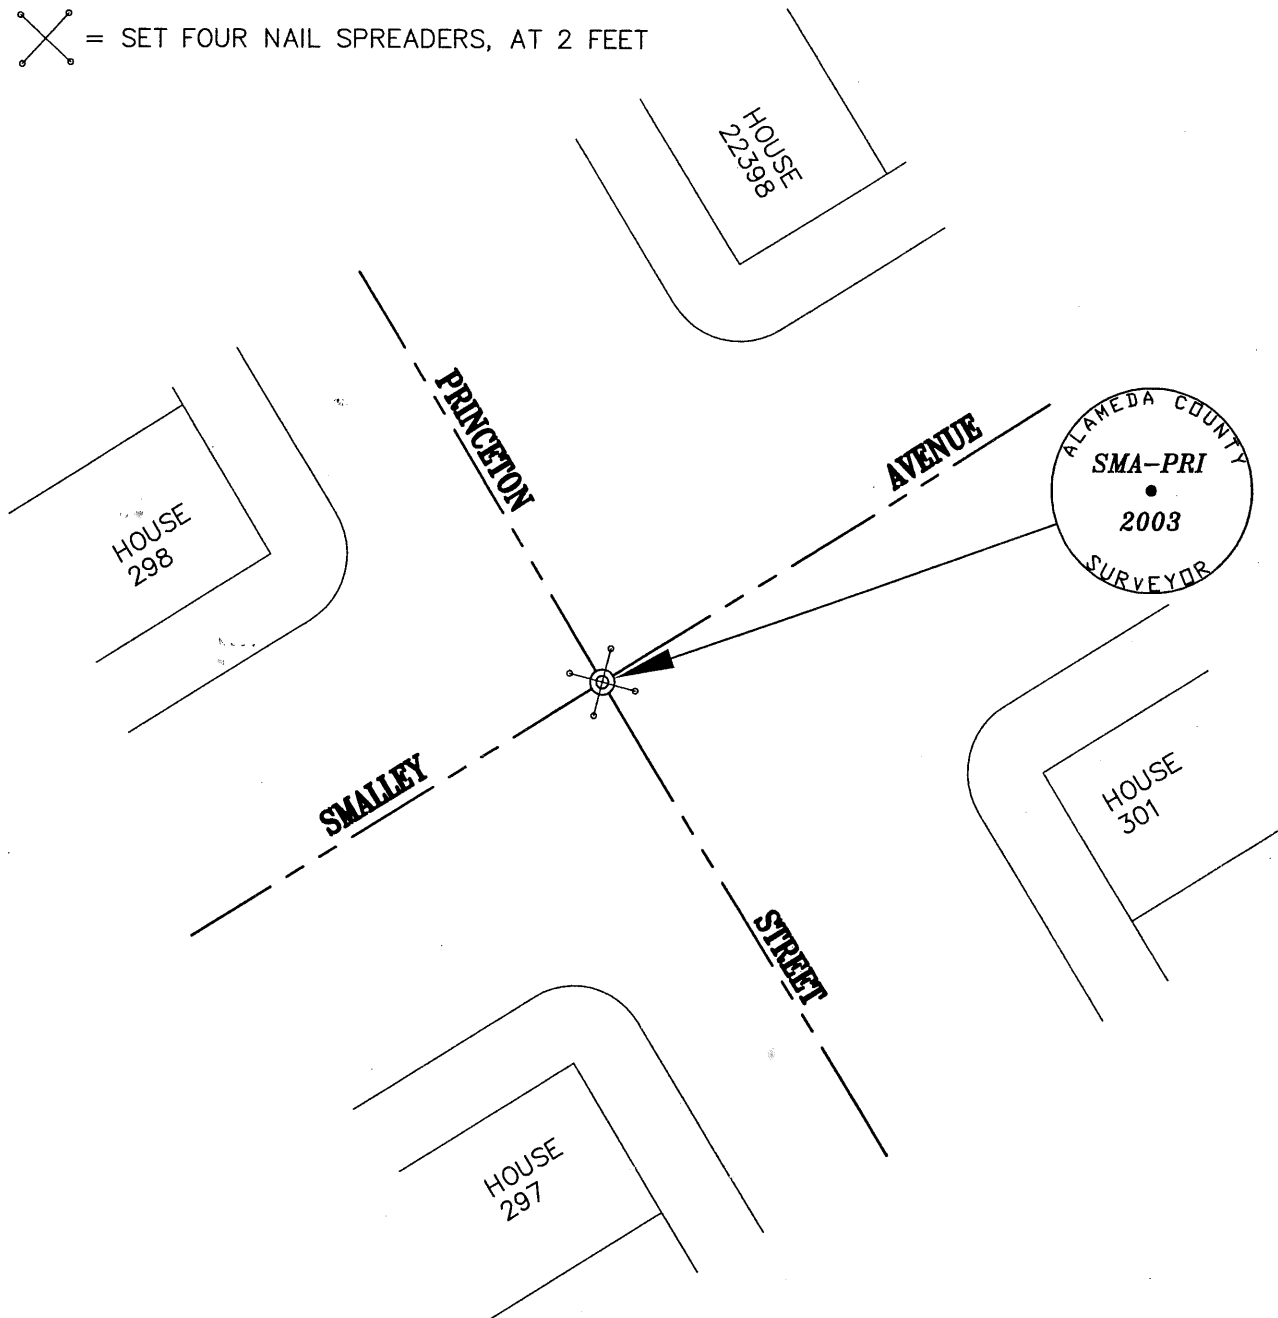 = SET FOUR NAIL SPREADERS, AT 2 FEET
HOUSE
22398
PRINCETON
AVENUE
ALAMEDA COUNTY
SMA-PRI
2003
SURVEYOR
HOUSE
298
SMALLEY
HOUSE
301
STREET
HOUSE
297